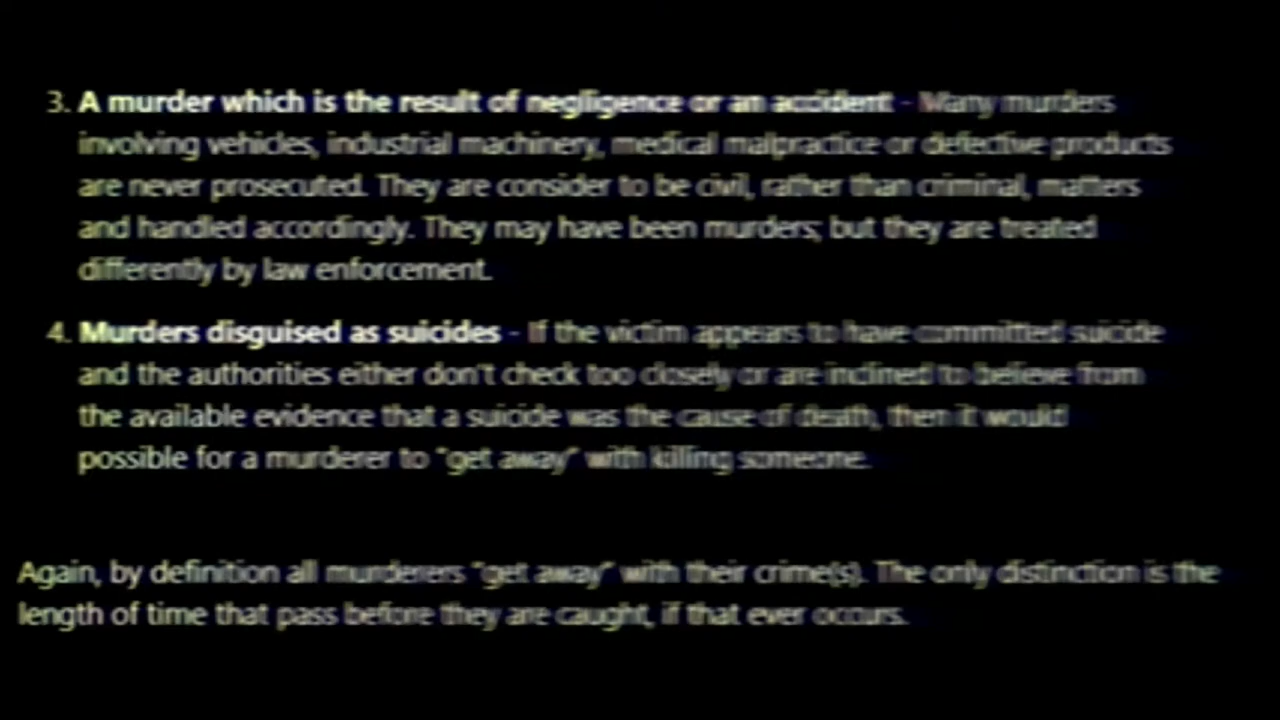 3. A murder which is the result of negligence or an accident - Many murders
involving vehicles, industrial machinery, medical malpractice or defective products
are never prosecuted. They are consider to be civil, rather than criminal, matters
and handled accordingly. They may have been murders; but they are treated
differently by law enforcement.
4. Murders disguised as suicides - If the victim appears to have committed suicide
and the authorities either don't check too closely or are inclined to believe from
the available evidence that a suicide was the cause of death, then it would
possible for a murderer to "get away" with killing someone.
Again, by definition all murderers "get away" with their crime(s). The only distinction is the
length of time that pass before they are caught, if that ever occurs.